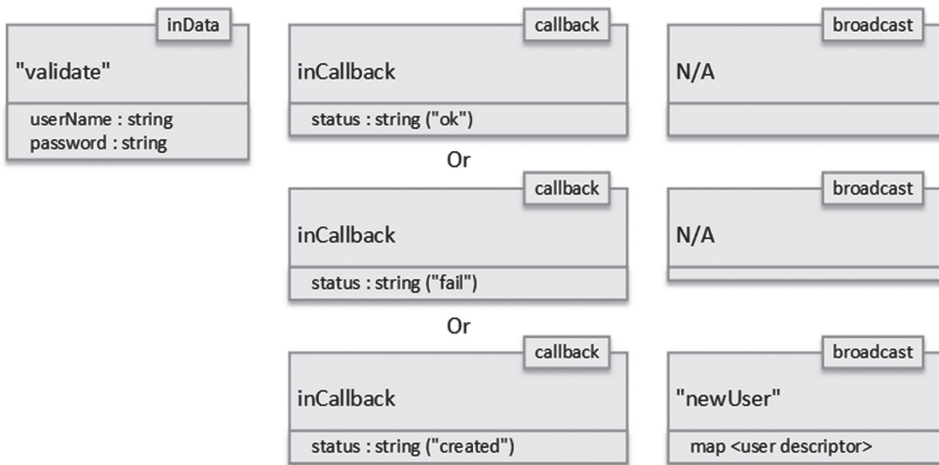 inData
"validate"
userName : string
password : string
callback
inCallback
status : string ("ok")
broadcast
N/A
Or
callback
inCallback
status : string ("fail")
broadcast
N/A
Or
callback
inCallback
status : string ("created")
broadcast
"newUser"
map <user descriptor>